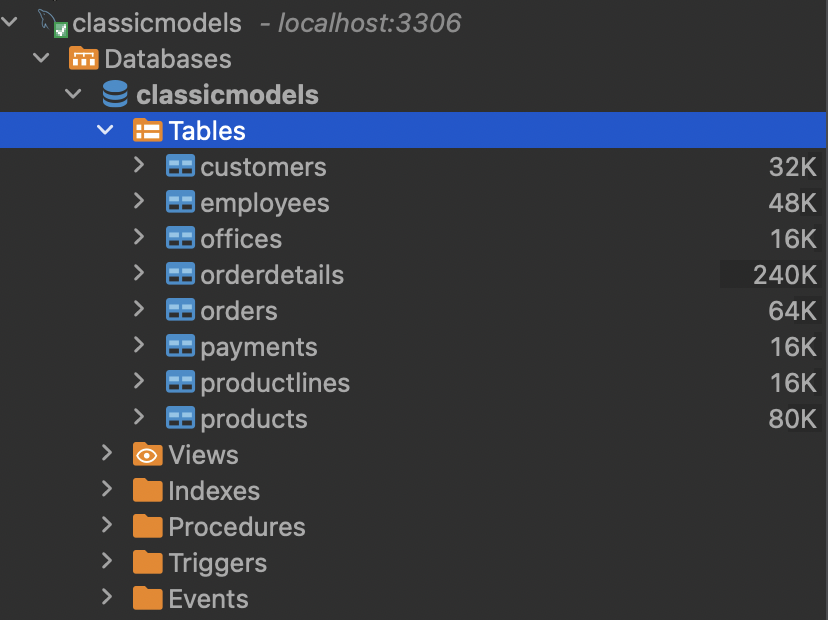 classicmodels - localhost:3306
Databases
classicmodels
Tables
customers 32K
employees 48K
offices 16K
orderdetails 240K
orders 64K
payments 16K
productlines 16K
products 80K
Views
Indexes
Procedures
Triggers
Events